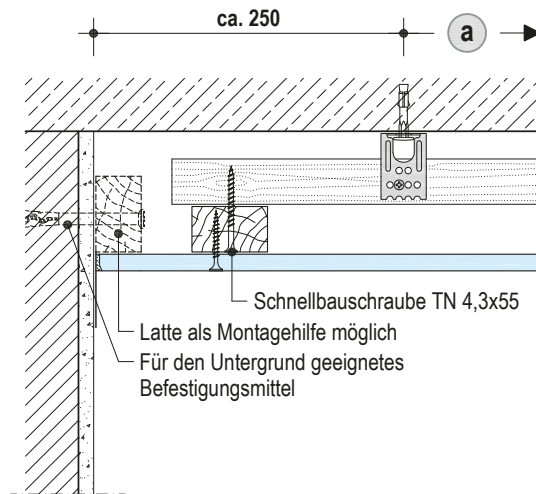 ca. 250
a
Schnellbauschraube TN 4,3x55
Latte als Montagehilfe möglich
Für den Untergrund geeignetes
Befestigungsmittel